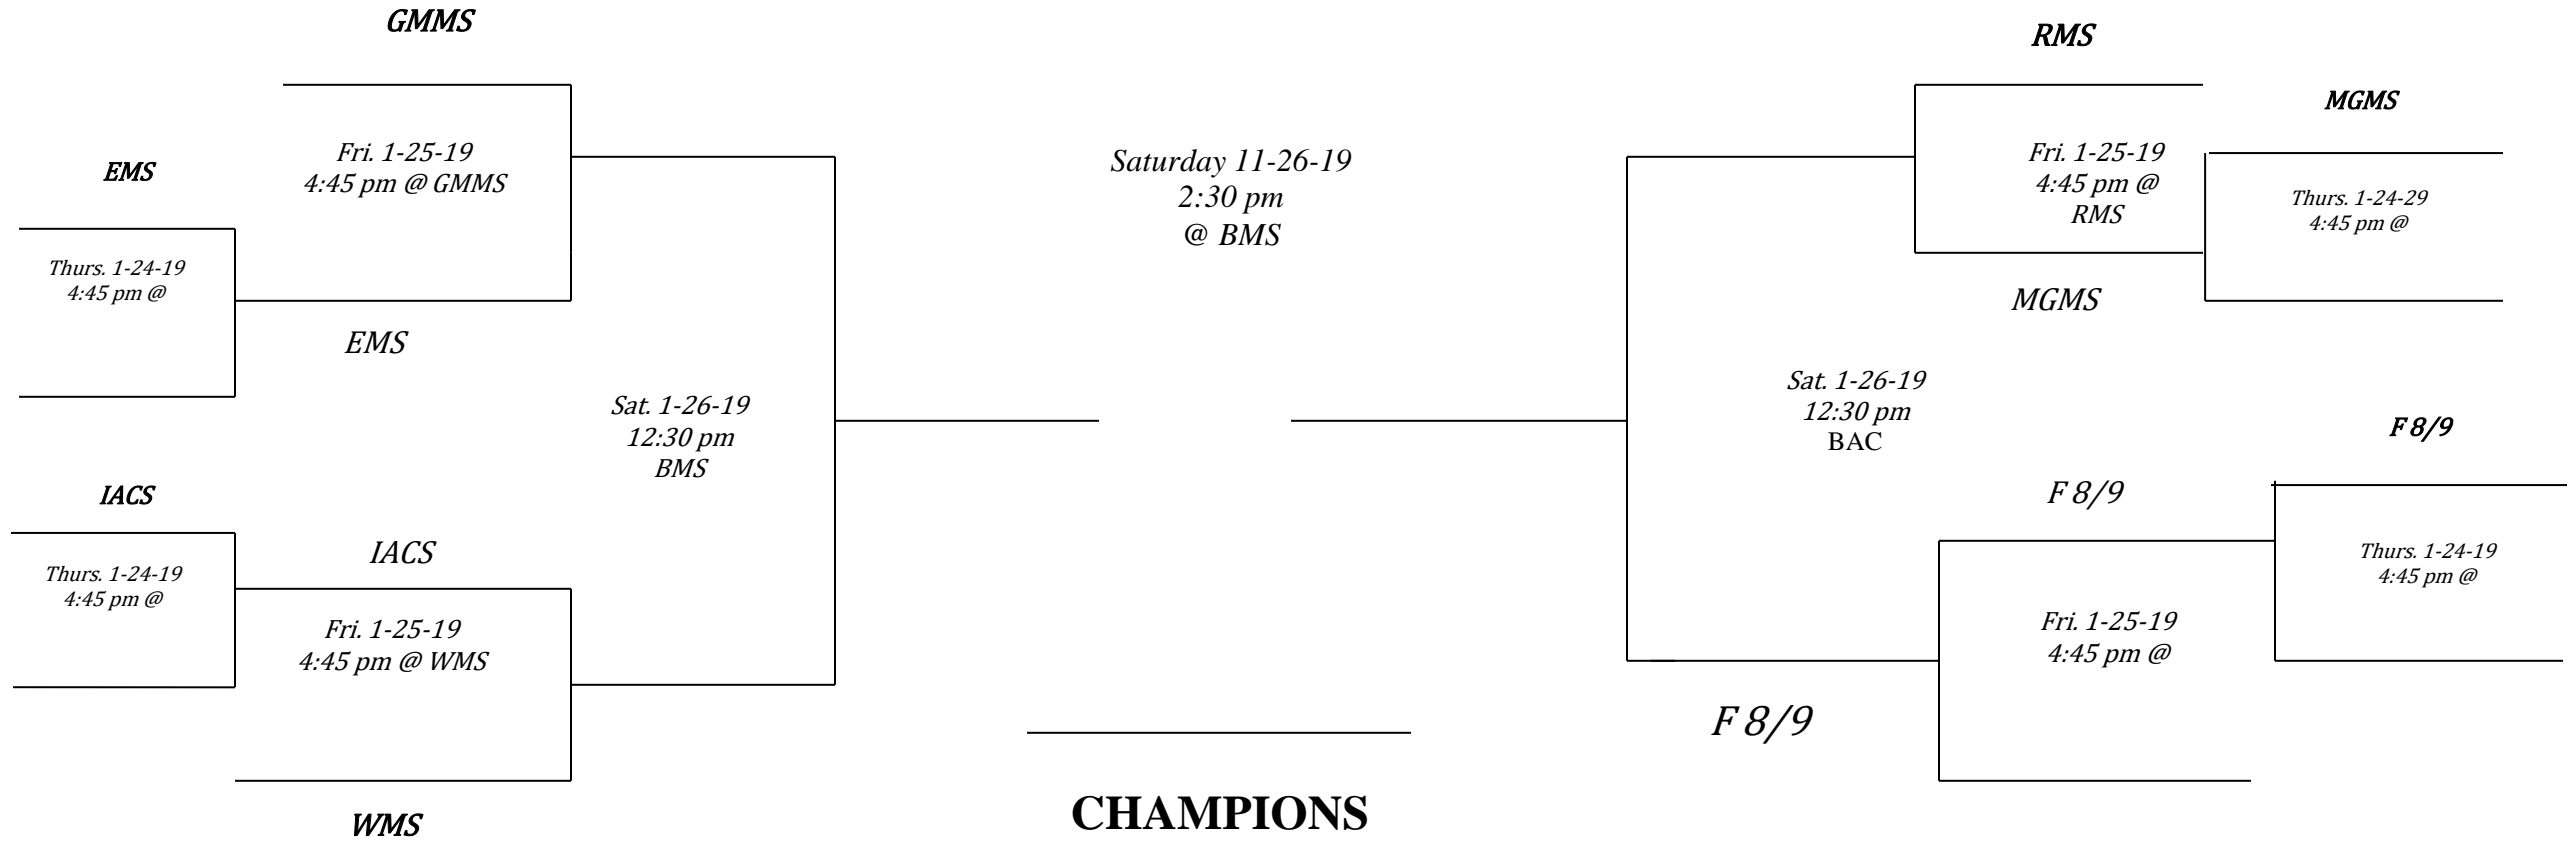 GMMS
Fri. 1-25-19
4:45 pm @ GMMS
EMS
Thurs. 1-24-19
4:45 pm @
EMS
Sat. 1-26-19
12:30 pm
BMS
IACS
Thurs. 1-24-19
4:45 pm @
IACS
Fri. 1-25-19
4:45 pm @ WMS
WMS
Saturday 11-26-19
2:30 pm
@ BMS
CHAMPIONS
RMS
MGMS
Fri. 1-25-19
4:45 pm @
RMS
Thurs. 1-24-29
4:45 pm @
MGMS
Sat. 1-26-19
12:30 pm
BAC
F 8/9
F 8/9
Thurs. 1-24-19
4:45 pm @
Fri. 1-25-19
4:45 pm @
F 8/9